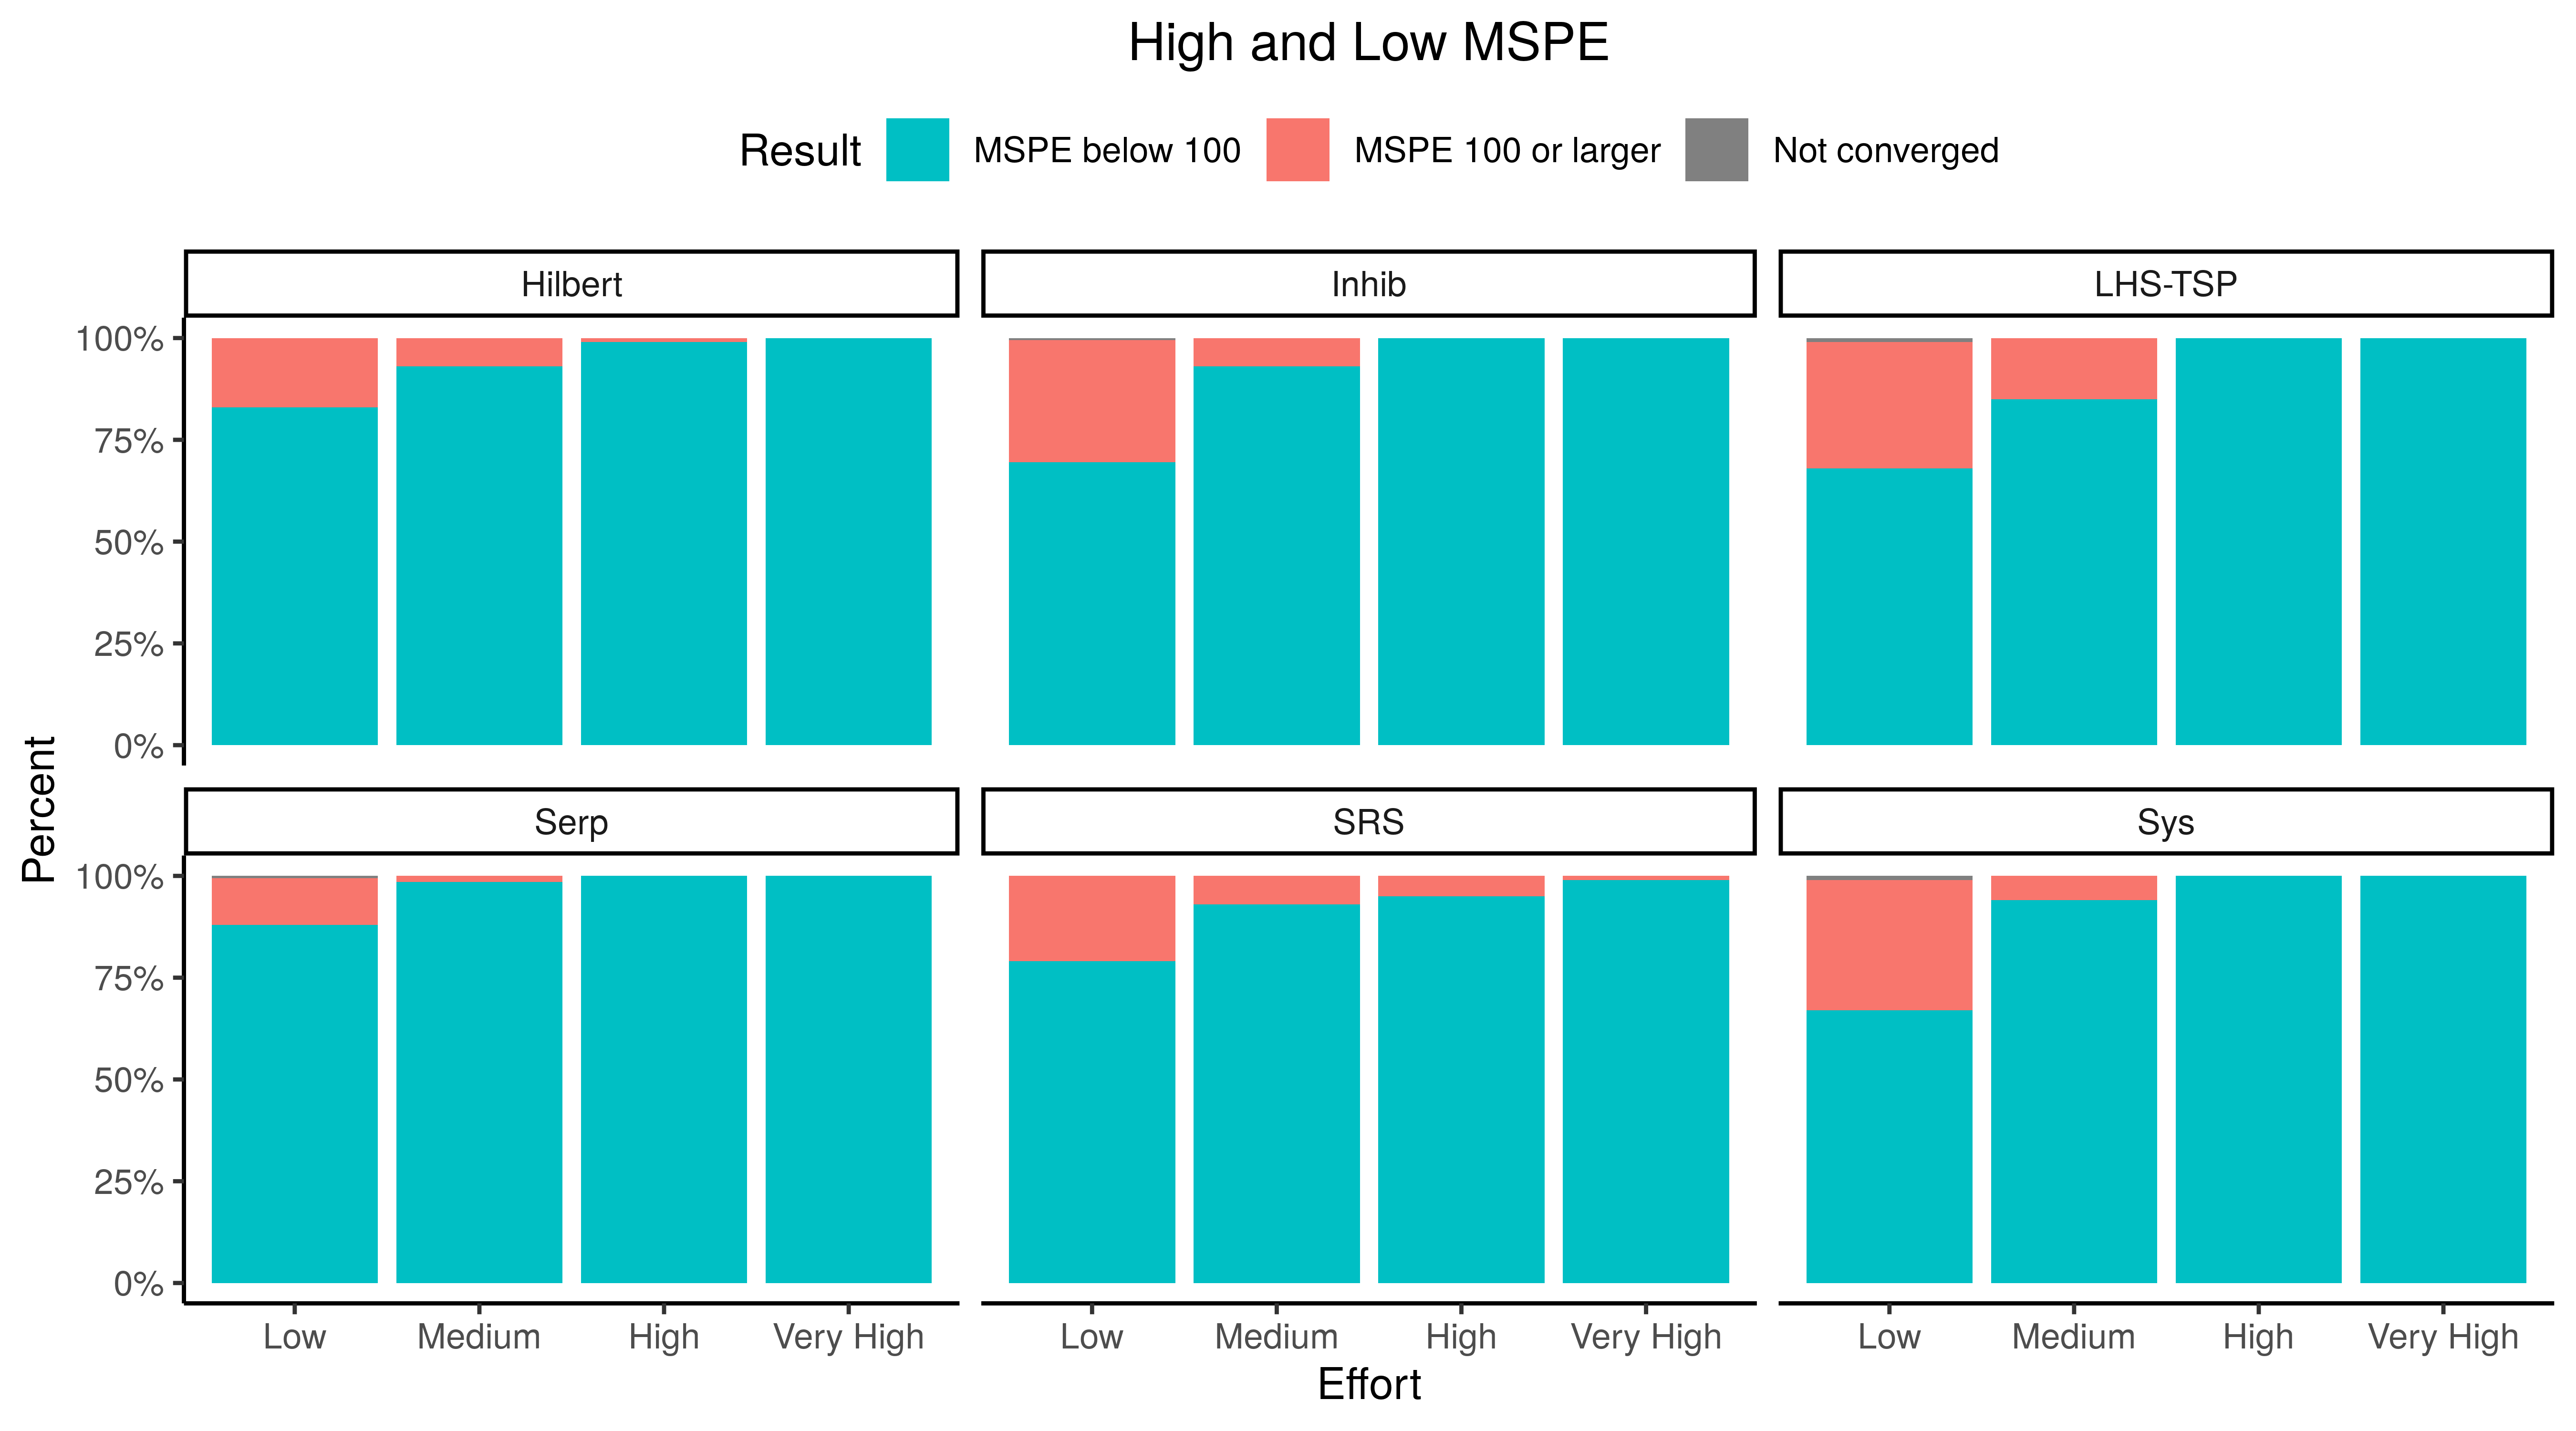 High and Low MSPE
Result MSPE below 100 MSPE 100 or larger Not converged
Hilbert Inhib LHS-TSP
100%
75%
50%
25%
0%
Percent
Serp SRS Sys
100%
75%
50%
25%
0%
Low Medium High Very High Low Medium High Very High Low Medium High Very High
Effort